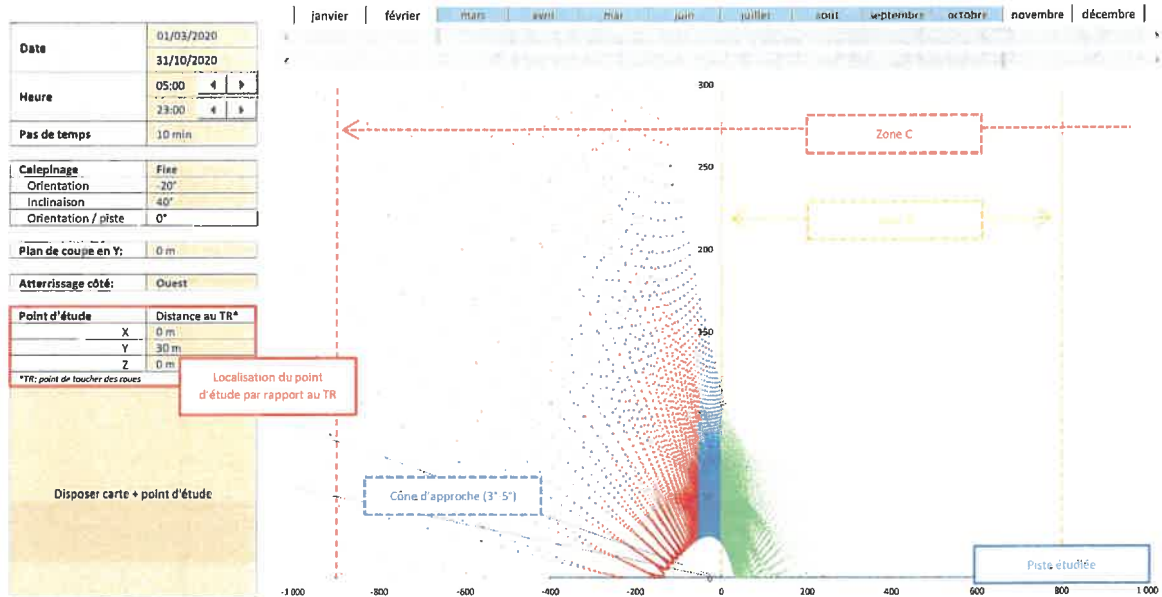 janvier février mars avril mai juin juillet août septembre octobre novembre décembre
Date 01/03/2020
31/10/2020
Heure 05:00
23:00
Pas de temps 10 min
Calepinage Fixe
Orientation -20°
Inclinaison 40°
Orientation / piste 0°
Plan de coupe en Y: 0 m
Atterrissage côté: Ouest
Point d'étude Distance au TR*
X 0 m
Y 30 m
Z 0 m
*TR: point de toucher des roues
Localisation du point
d'étude par rapport au TR
Disposer carte + point d'étude
300
Zone C
250
200
150
Cône d'approche (3° 5°)
Piste étudiée
0
-1 000 -800 -600 -400 -200 0 200 400 600 800 1 000